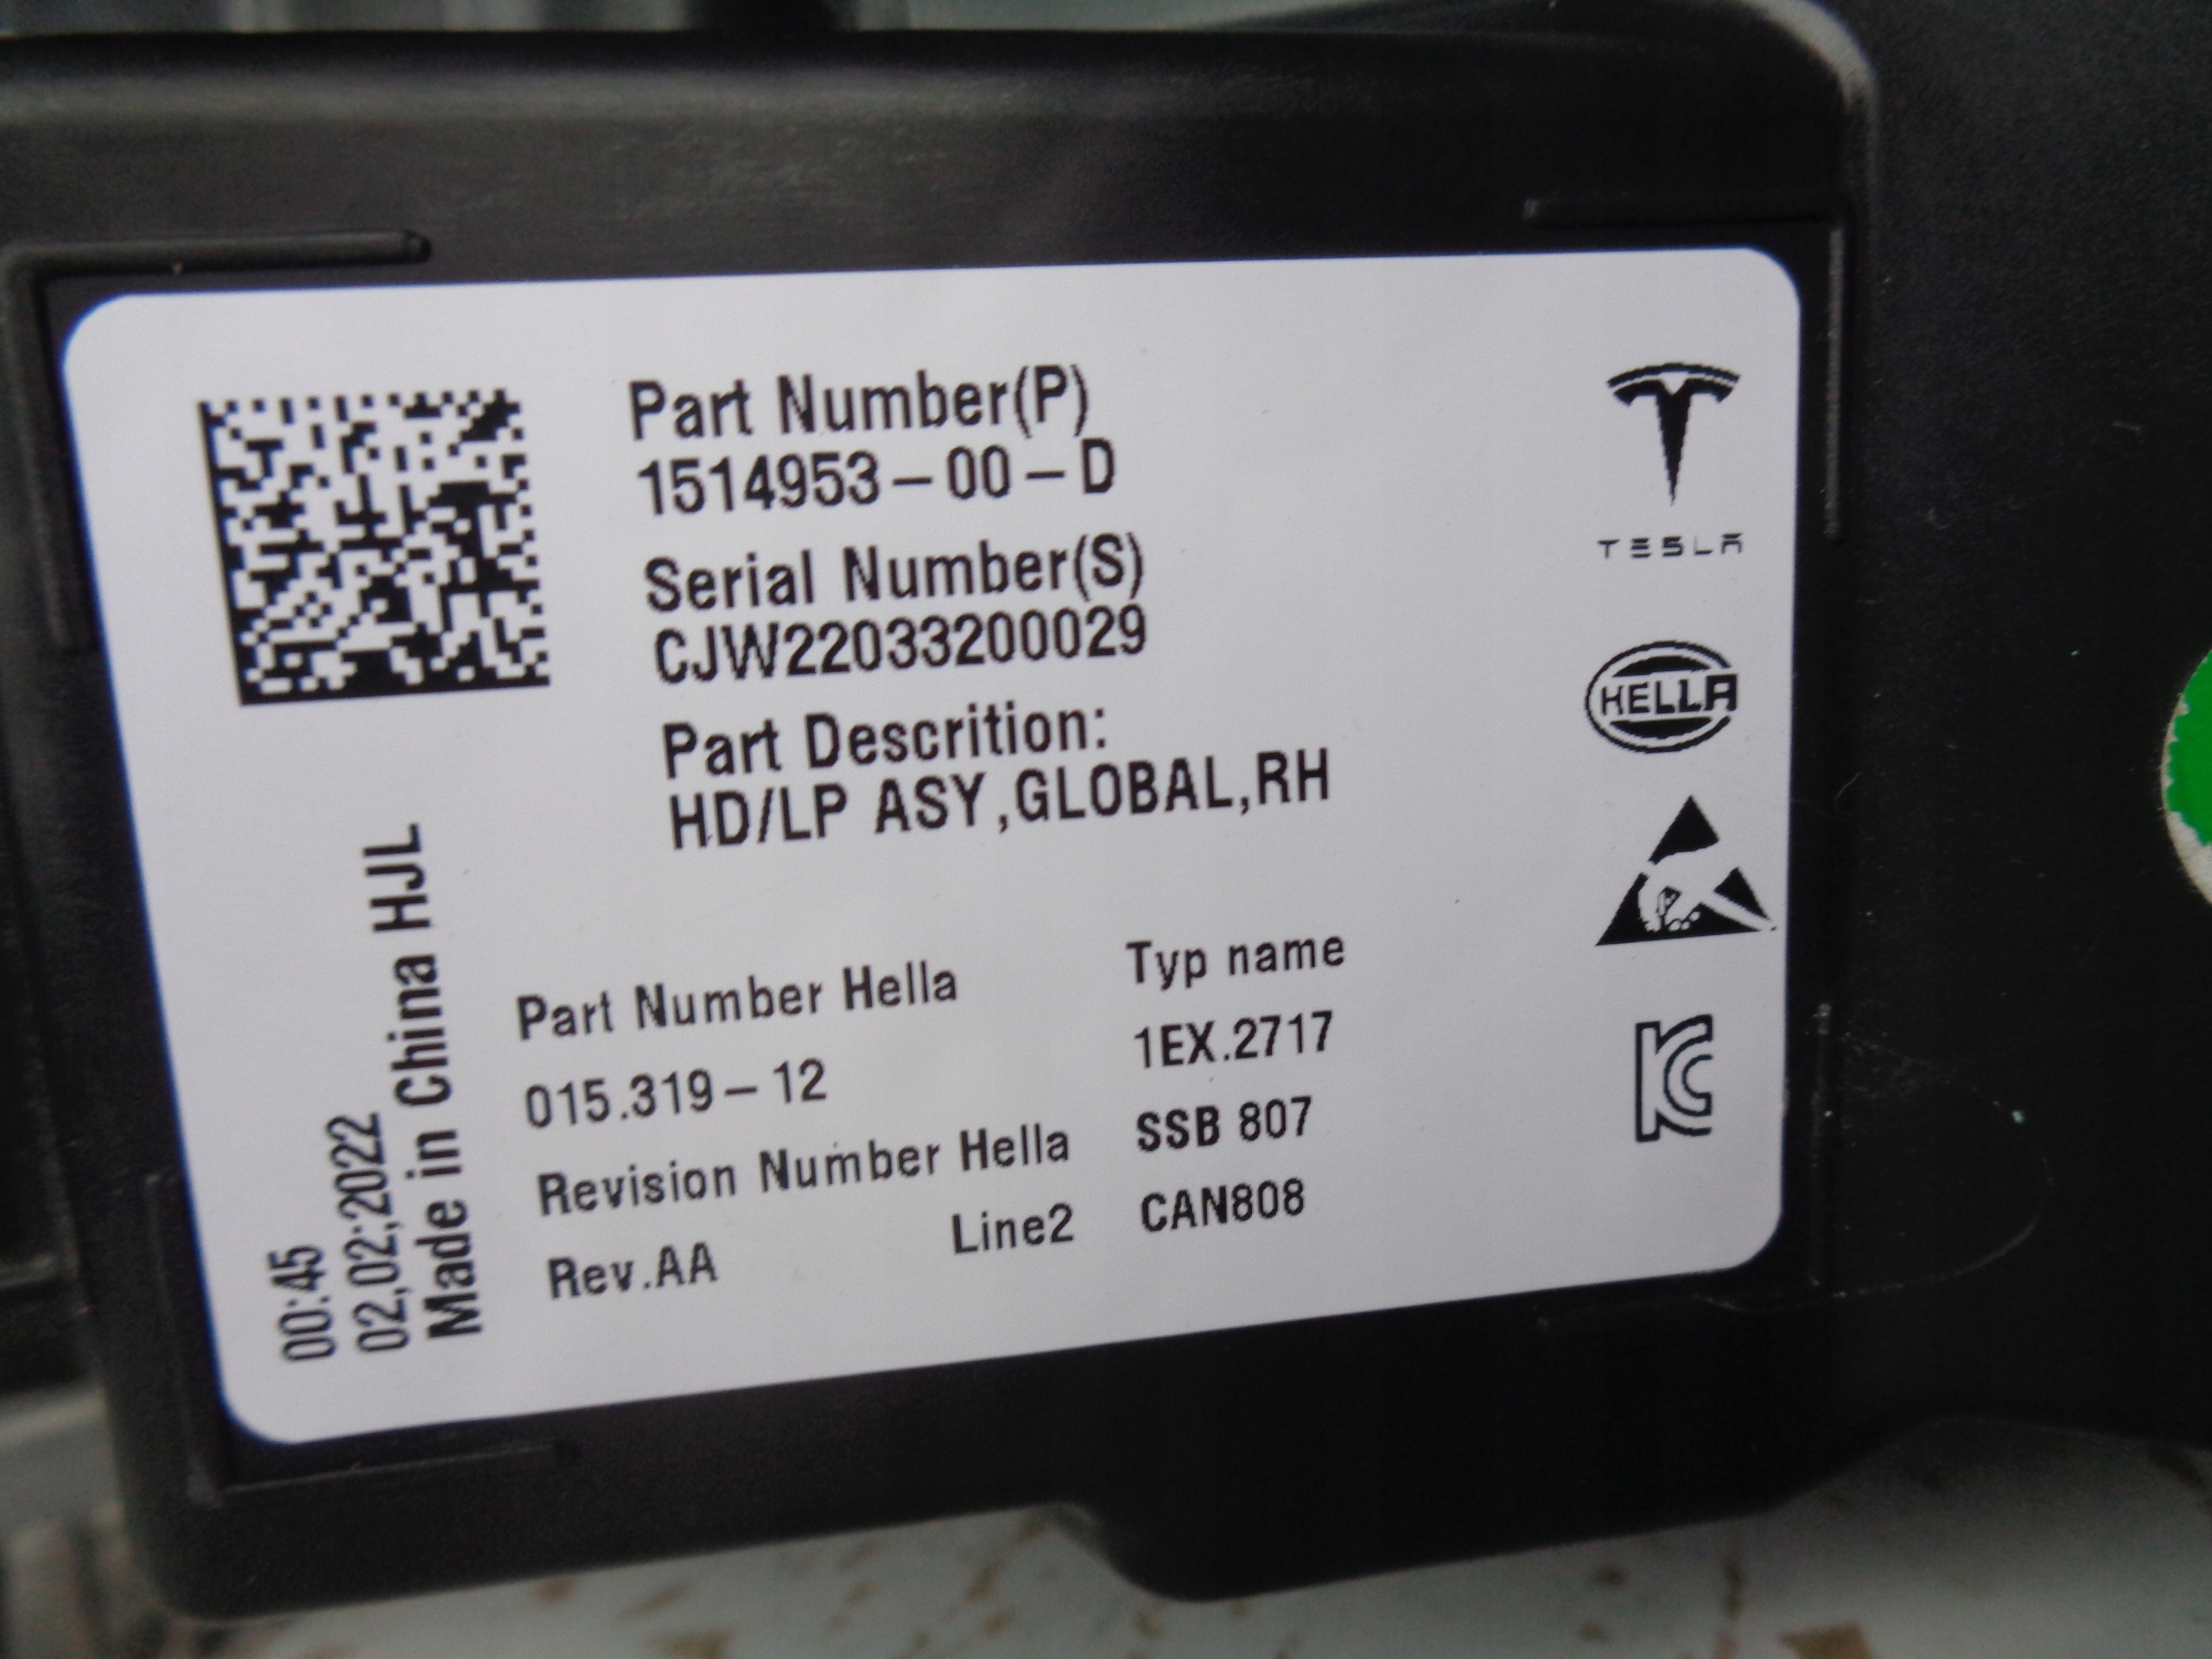 Part Number(P)
1514953-00-D
Serial Number(S)
CJW22033200029
Part Descrition:
HD/LP ASY,GLOBAL,RH
Part Number Hella
015.319-12
Revision Number Hella
Rev.AA
Line2
Typ name
1EX.2717
SSB 807
CAN808
00:45
02,02;2022
Made in China HJL
TESLA
HELLA
KC